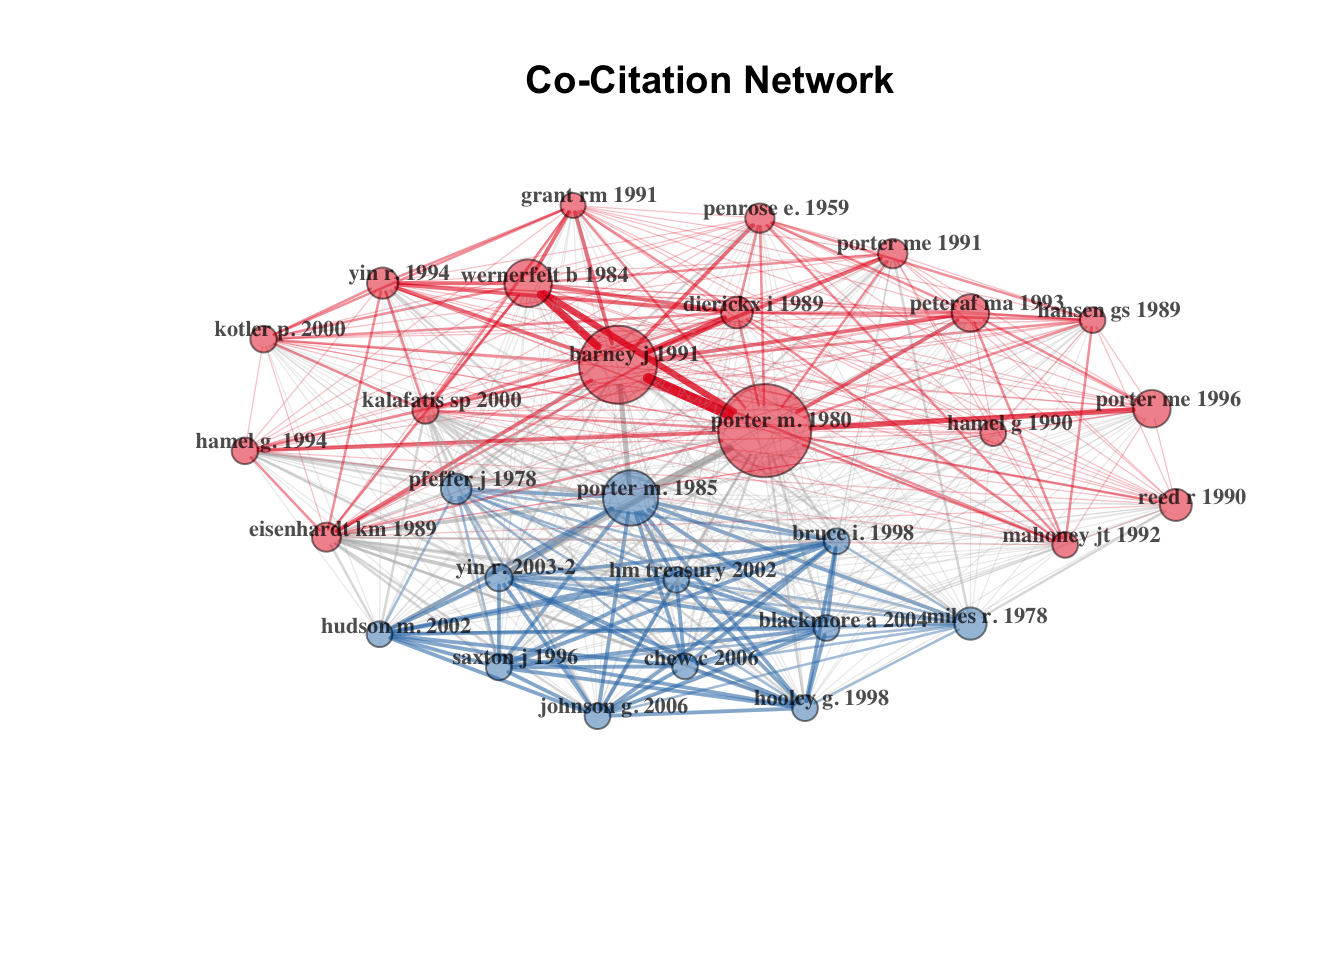 Co-Citation Network
grant rm 1991
penrose e. 1959
porter me 1991
yin r. 1994
wernerfelt b 1984
dierickx i 1989
peteraf ma 1993
hansen gs 1989
kotler p. 2000
barney j 1991
kalafatis sp 2000
porter me 1996
porter m. 1980
hamel g 1990
hamel g. 1994
pfeffer j 1978
porter m. 1985
reed r 1990
eisenhardt km 1989
bruce i. 1998
mahoney jt 1992
yin r. 2003-2
hm treasury 2002
hudson m. 2002
blackmore a 2004
miles r. 1978
saxton j 1996
chew c 2006
johnson g. 2006
hooley g. 1998